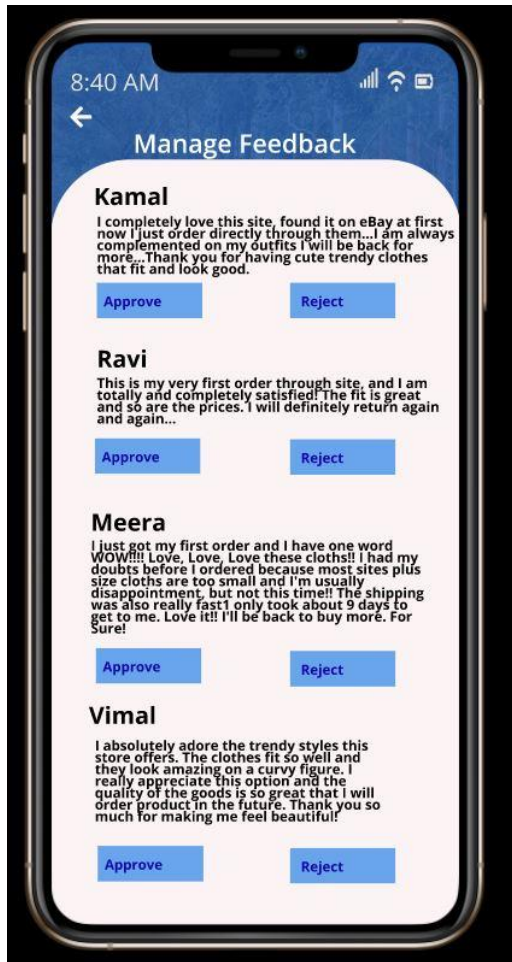 8:40 AM
Manage Feedback
Kamal
I completely love this site, found it on eBay at first
now I just order directly through them...I am always
complemented on my outfits I will be back for
more...Thank you for having cute trendy clothes
that fit and look good.
Approve Reject
Ravi
This is my very first order through site, and I am
totally and completely satisfied! The fit is great
and so are the prices. I will definitely return again
and again...
Approve Reject
Meera
I just got my first order and I have one word
WOW!!!! Love, Love, Love these cloths!! I had my
doubts before I ordered because most sites plus
size cloths are too small and I'm usually
disappointment, but not this time!! The shipping
was also really fast1 only took about 9 days to
get to me. Love it!! I'll be back to buy more. For
Sure!
Approve Reject
Vimal
I absolutely adore the trendy styles this
store offers. The clothes fit so well and
they look amazing on a curvy figure. I
really appreciate this option and the
quality of the goods is so great that I will
order product in the future. Thank you so
much for making me feel beautiful!
Approve Reject